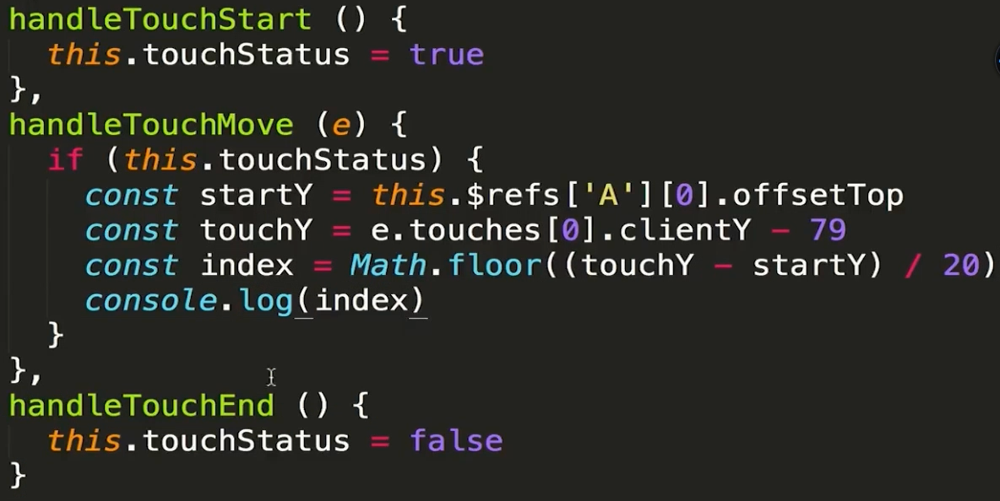 handleTouchStart () {
  this.touchStatus = true
},
handleTouchMove (e) {
  if (this.touchStatus) {
    const startY = this.$refs['A'][0].offsetTop
    const touchY = e.touches[0].clientY - 79
    const index = Math.floor((touchY - startY) / 20)
    console.log(index)
  }
},
handleTouchEnd () {
  this.touchStatus = false
}